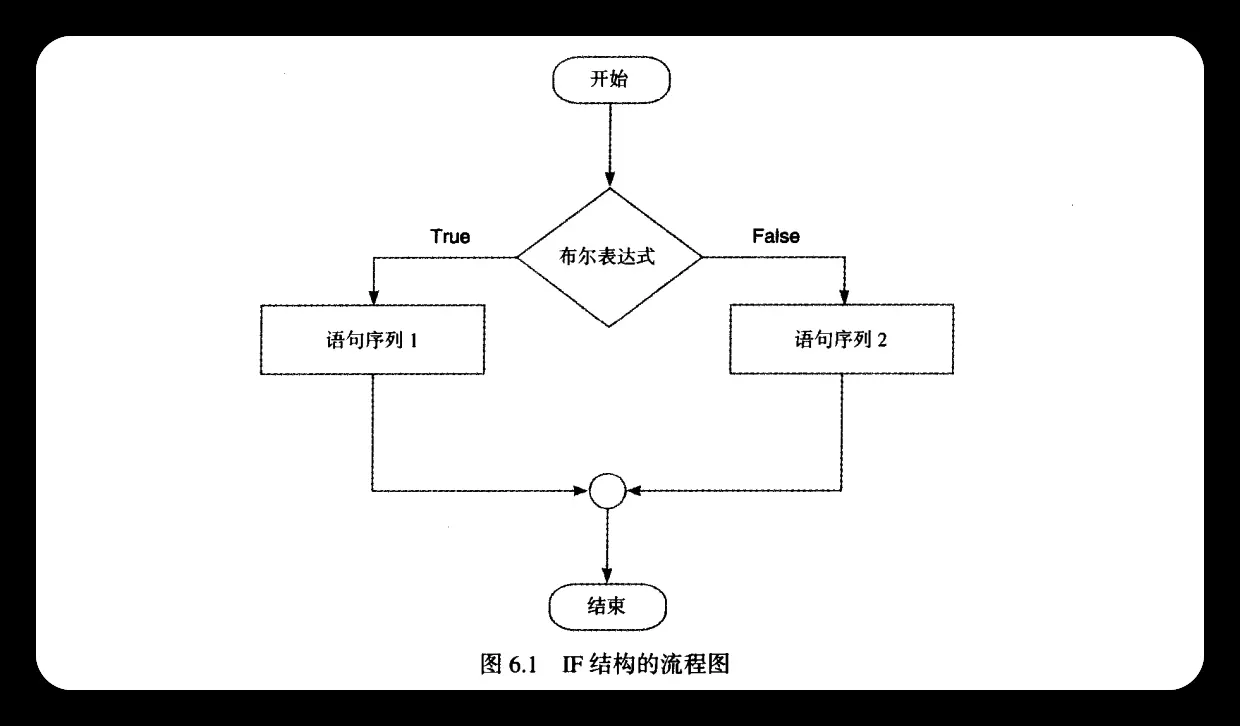 开始
True
False
布尔表达式
语句序列 1
语句序列 2
结束
图 6.1 IF 结构的流程图